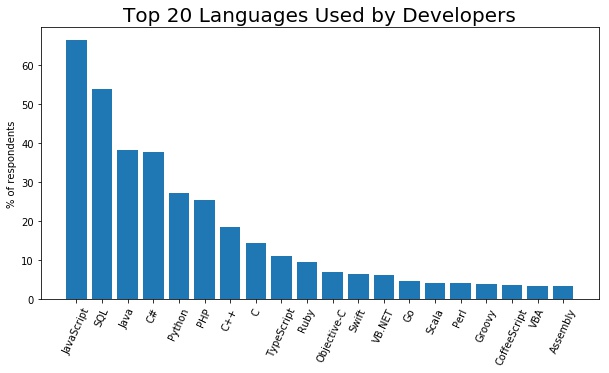 Top 20 Languages Used by Developers
% of respondents
60
50
40
30
20
10
0
JavaScript
SQL
Java
C#
Python
PHP
C++
C
TypeScript
Ruby
Objective-C
Swift
VB.NET
Go
Scala
Perl
Groovy
CoffeeScript
VBA
Assembly